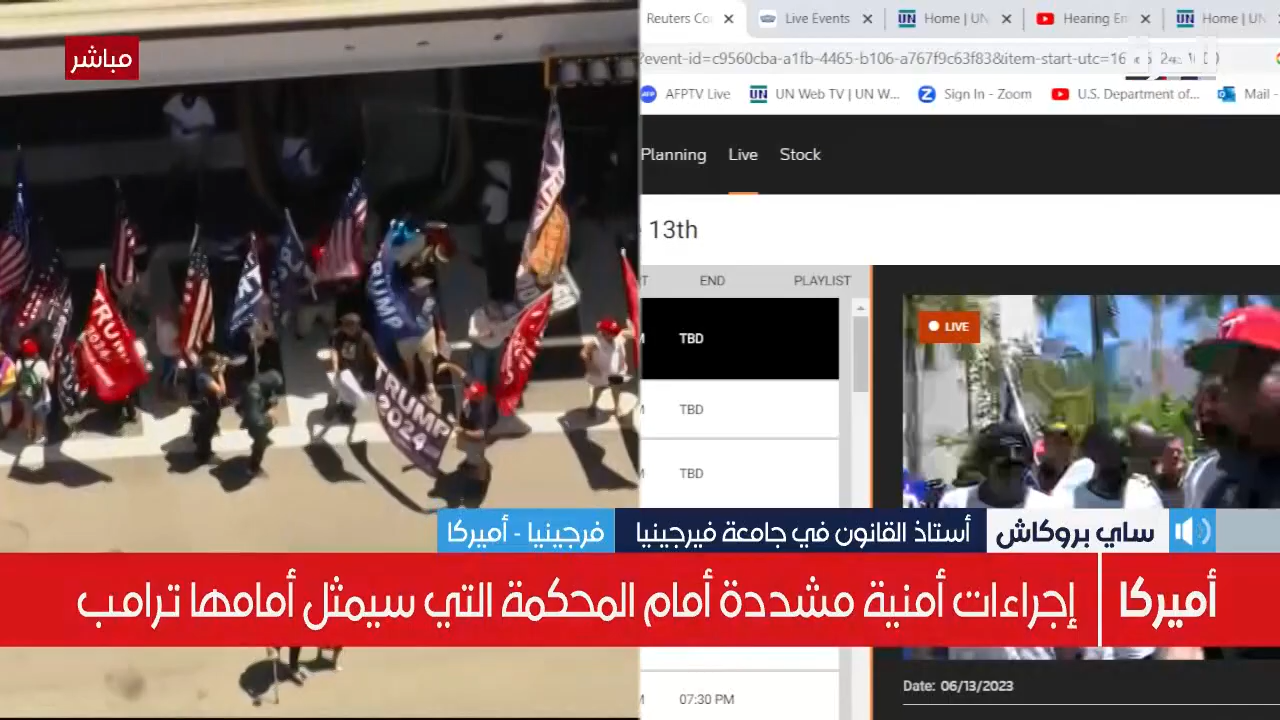 مباشر
Reuters Co
Live Events
Home | UN
Hearing En
Home | UN
?event-id=c9560cba-a1fb-4465-b106-a767f9c63f83&item-start-utc=16
AFPTV Live
UN Web TV | UN W...
Sign In - Zoom
U.S. Department of...
Mail -
Planning
Live
Stock
13th
END
PLAYLIST
LIVE
TBD
TBD
TBD
TRUMP
2024
TRUMP
TRUMP
2024
ساي بروكاش
أستاذ القانون في جامعة فيرجينيا
فرجينيا - أميركا
أميركا
إجراءات أمنية مشددة أمام المحكمة التي سيمثل أمامها ترامب
07:30 PM
Date: 06/13/2023